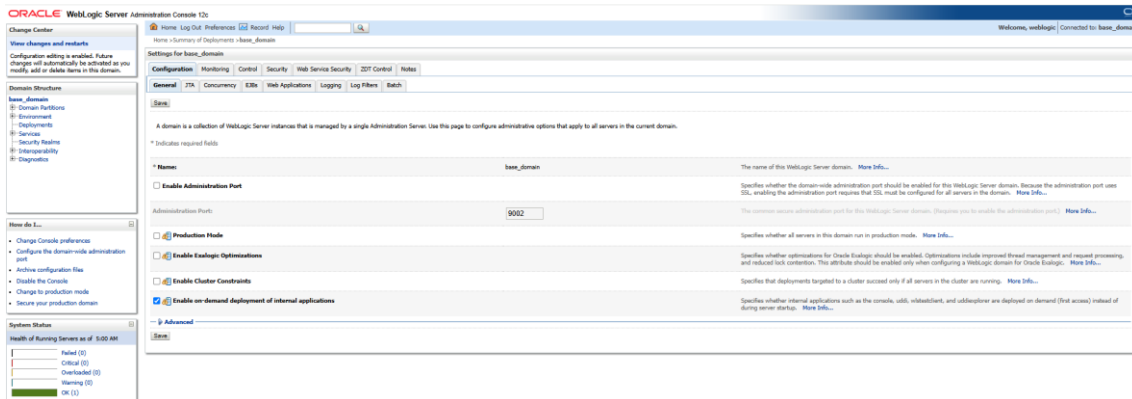 ORACLE WebLogic Server Administration Console 12c
Change Center
View changes and restarts
Configuration editing is enabled. Future
changes will automatically be activated as you
modify, add or delete items in this domain.
Domain Structure
base_domain
Domain Partitions
Environment
Deployments
Services
Security Realms
Interoperability
Diagnostics
How do I...
Change Console preferences
Configure the domain-wide administration
port
Archive configuration files
Disable the Console
Change to production mode
Secure your production domain
System Status
Health of Running Servers as of 5:00 AM
Failed (0)
Critical (0)
Overloaded (0)
Warning (0)
OK (1)
Home Log Out Preferences Record Help
Welcome, weblogic Connected to: base_doma
Home >Summary of Deployments >base_domain
Settings for base_domain
Configuration Monitoring Control Security Web Service Security ZDT Control Notes
General JTA Concurrency EJBs Web Applications Logging Log Filters Batch
Save
A domain is a collection of WebLogic Server instances that is managed by a single Administration Server. Use this page to configure administrative options that apply to all servers in the current domain.
* Indicates required fields
* Name: base_domain The name of this WebLogic Server domain. More Info...
Enable Administration Port Specifies whether the domain-wide administration port should be enabled for this WebLogic Server domain. Because the administration port uses
SSL, enabling the administration port requires that SSL must be configured for all servers in the domain. More Info...
Administration Port: 9002 The common secure administration port for this WebLogic Server domain. (Requires you to enable the administration port.) More Info...
Production Mode Specifies whether all servers in this domain run in production mode. More Info...
Enable Exalogic Optimizations Specifies whether optimizations for Oracle Exalogic should be enabled. Optimizations include improved thread management and request processing,
and reduced lock contention. This attribute should be enabled only when configuring a WebLogic domain for Oracle Exalogic. More Info...
Enable Cluster Constraints Specifies that deployments targeted to a cluster succeed only if all servers in the cluster are running. More Info...
Enable on-demand deployment of internal applications Specifies whether internal applications such as the console, uddi, wlstestclient, and uddiexplorer are deployed on demand (first access) instead of
during server startup. More Info...
Advanced
Save